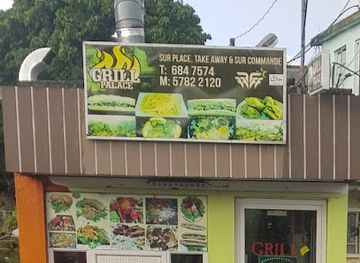 GRILL
PALACE
SUR PLACE, TAKE AWAY & SUR COMMANDE
T: 684 7574
M: 5782 2120
GRILL